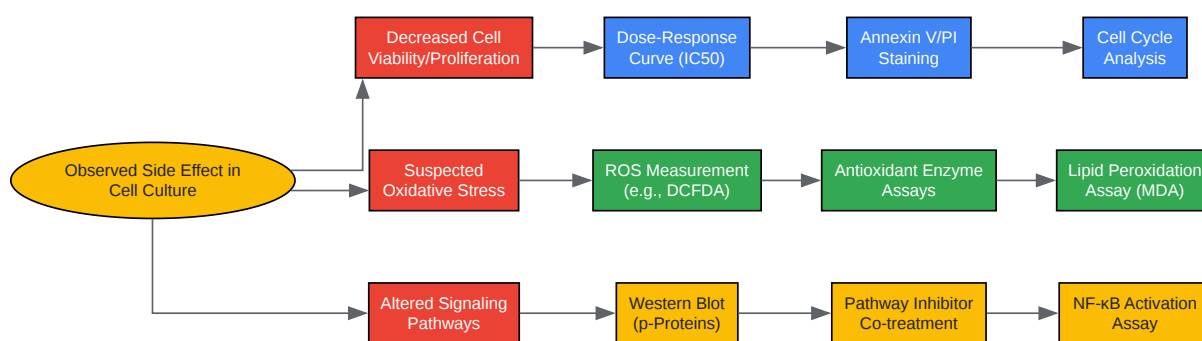 Observed Side Effect in
Cell Culture
Decreased Cell
Viability/Proliferation
Dose-Response
Curve (IC50)
Annexin V/PI
Staining
Cell Cycle
Analysis
Suspected
Oxidative Stress
ROS Measurement
(e.g., DCFDA)
Antioxidant Enzyme
Assays
Lipid Peroxidation
Assay (MDA)
Altered Signaling
Pathways
Western Blot
(p-Proteins)
Pathway Inhibitor
Co-treatment
NF-κB Activation
Assay